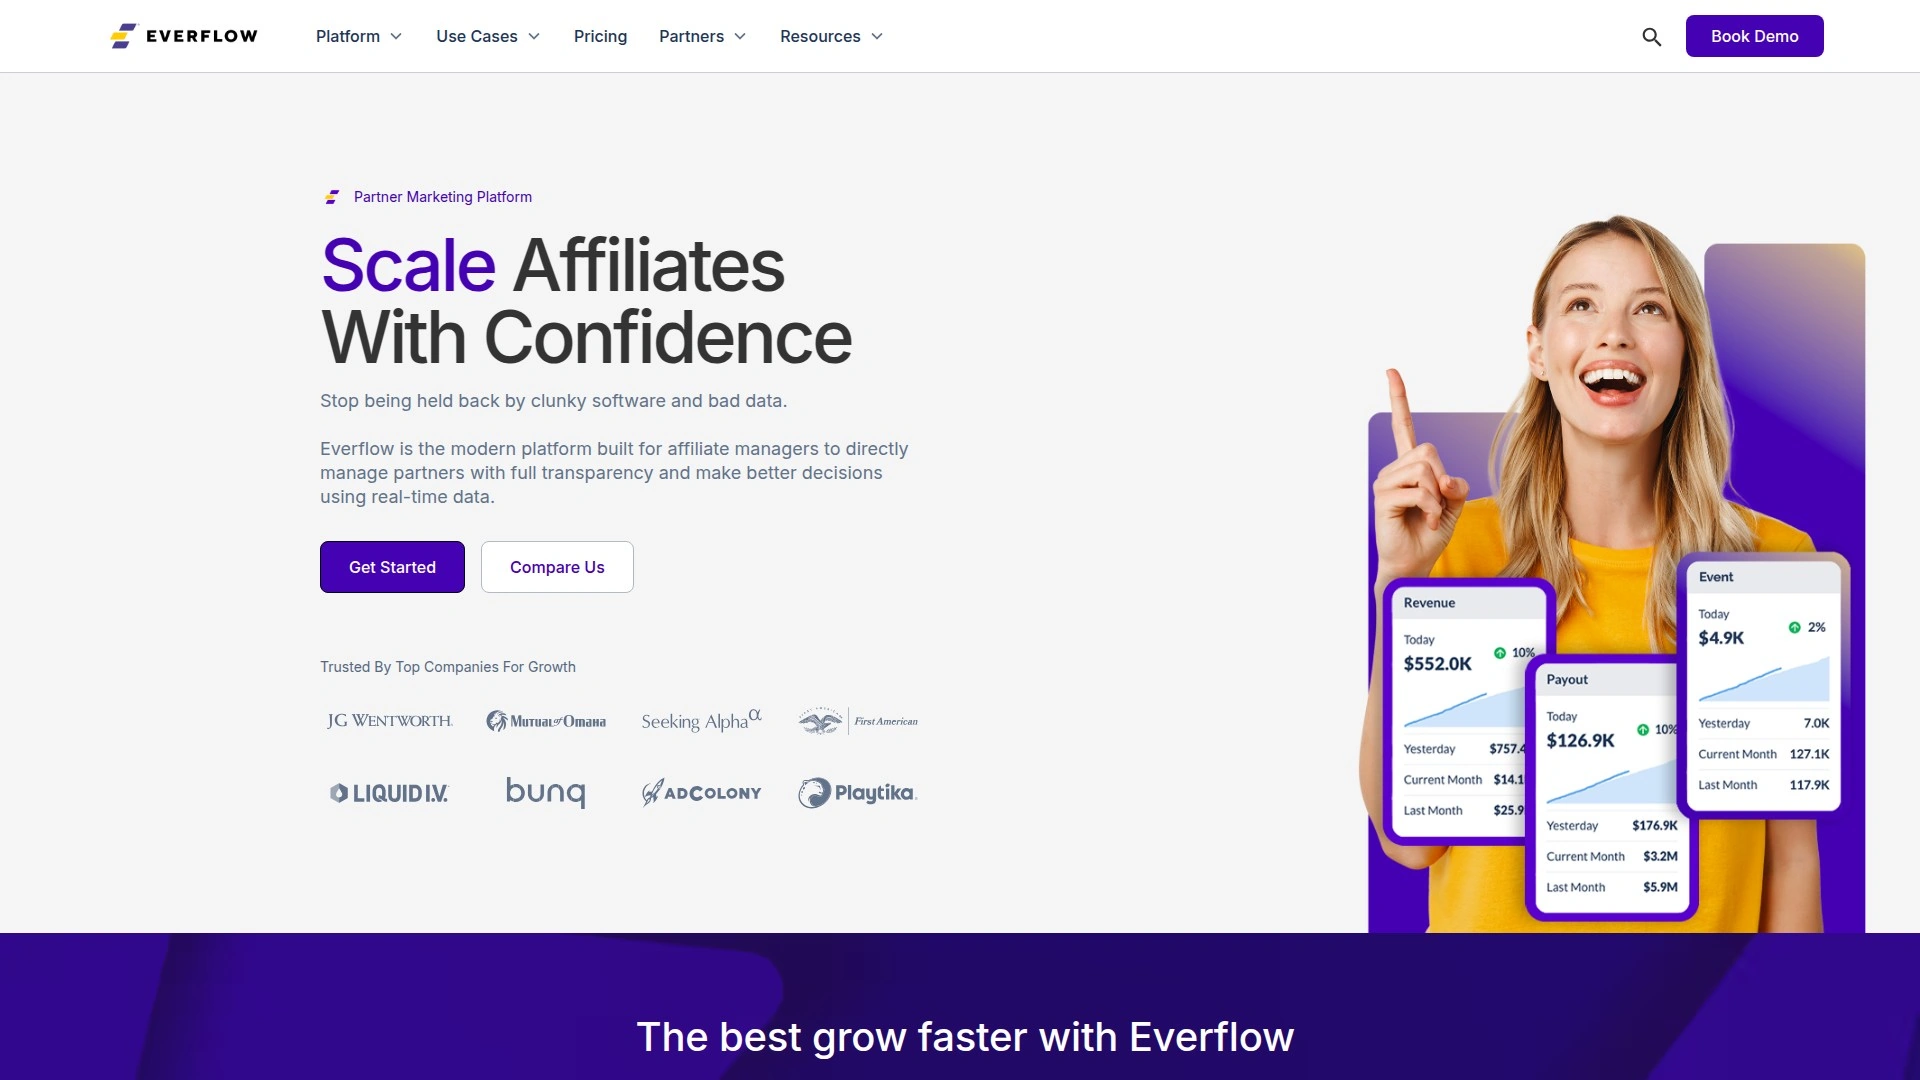 EVERFLOW
Platform
Use Cases
Pricing
Partners
Resources
Book Demo
Partner Marketing Platform
Scale Affiliates
With Confidence
Stop being held back by clunky software and bad data.
Everflow is the modern platform built for affiliate managers to directly
manage partners with full transparency and make better decisions
using real-time data.
Get Started
Compare Us
Trusted By Top Companies For Growth
JG WENTWORTH.
MUTUAL of OMAHA
Seeking Alphaα
First American
LIQUID I.V.
bunq
ADCOLONY
Playtika
Revenue
Today
$552.0K
10%
Yesterday
$757.4
Current Month
$14.1
Last Month
$25.9
Payout
Today
$126.9K
10%
Yesterday
$176.9K
Current Month
$3.2M
Last Month
$5.9M
Event
Today
$4.9K
2%
Yesterday
7.0K
Current Month
127.1K
Last Month
117.9K
The best grow faster with Everflow